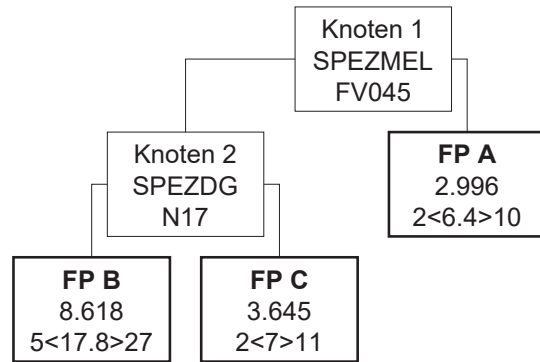 Knoten 1
SPEZMEL
FV045
Knoten 2
SPEZDG
N17
FP A
2.996
2<6.4>10
FP B
8.618
5<17.8>27
FP C
3.645
2<7>11